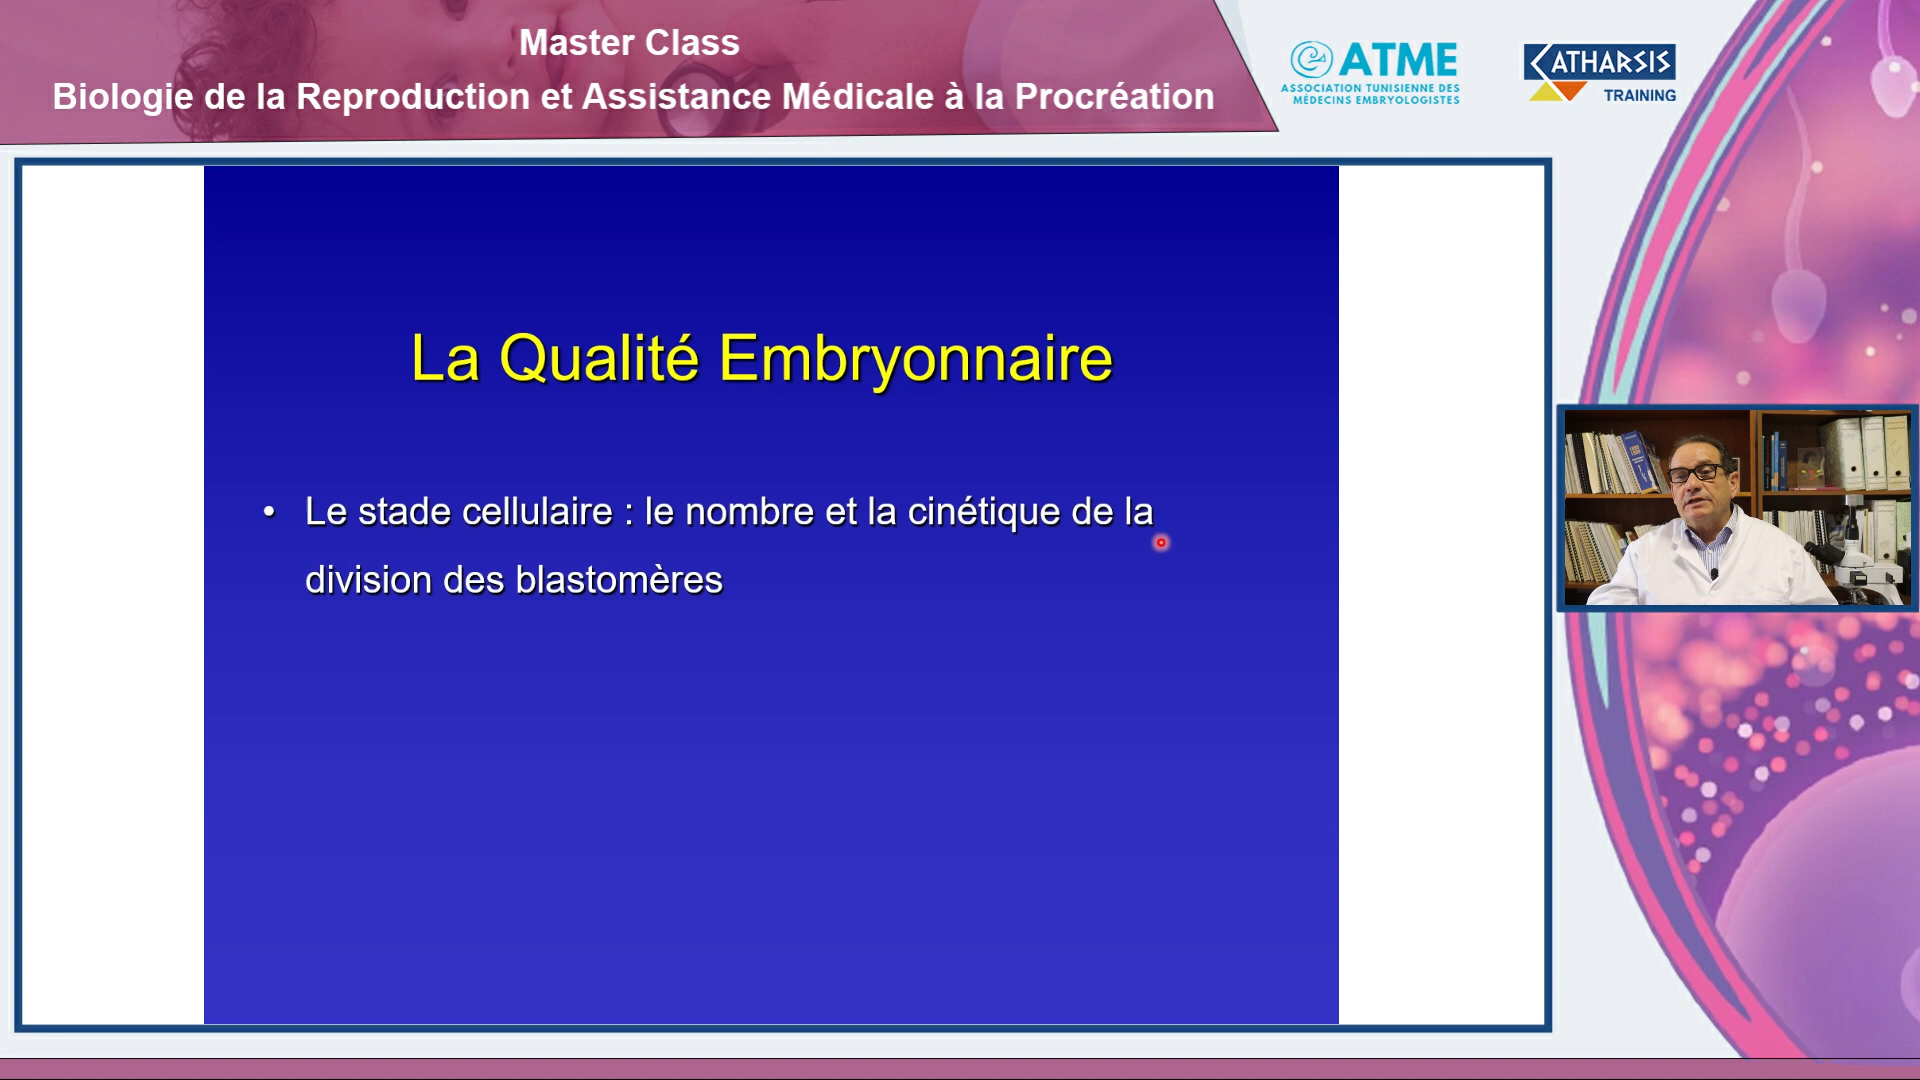 Master Class
Biologie de la Reproduction et Assistance Médicale à la Procréation
ATME
ASSOCIATION TUNISIENNE DES
MÉDECINS EMBRYOLOGISTES
CATHARSIS
TRAINING
La Qualité Embryonnaire
• Le stade cellulaire : le nombre et la cinétique de la
division des blastomères